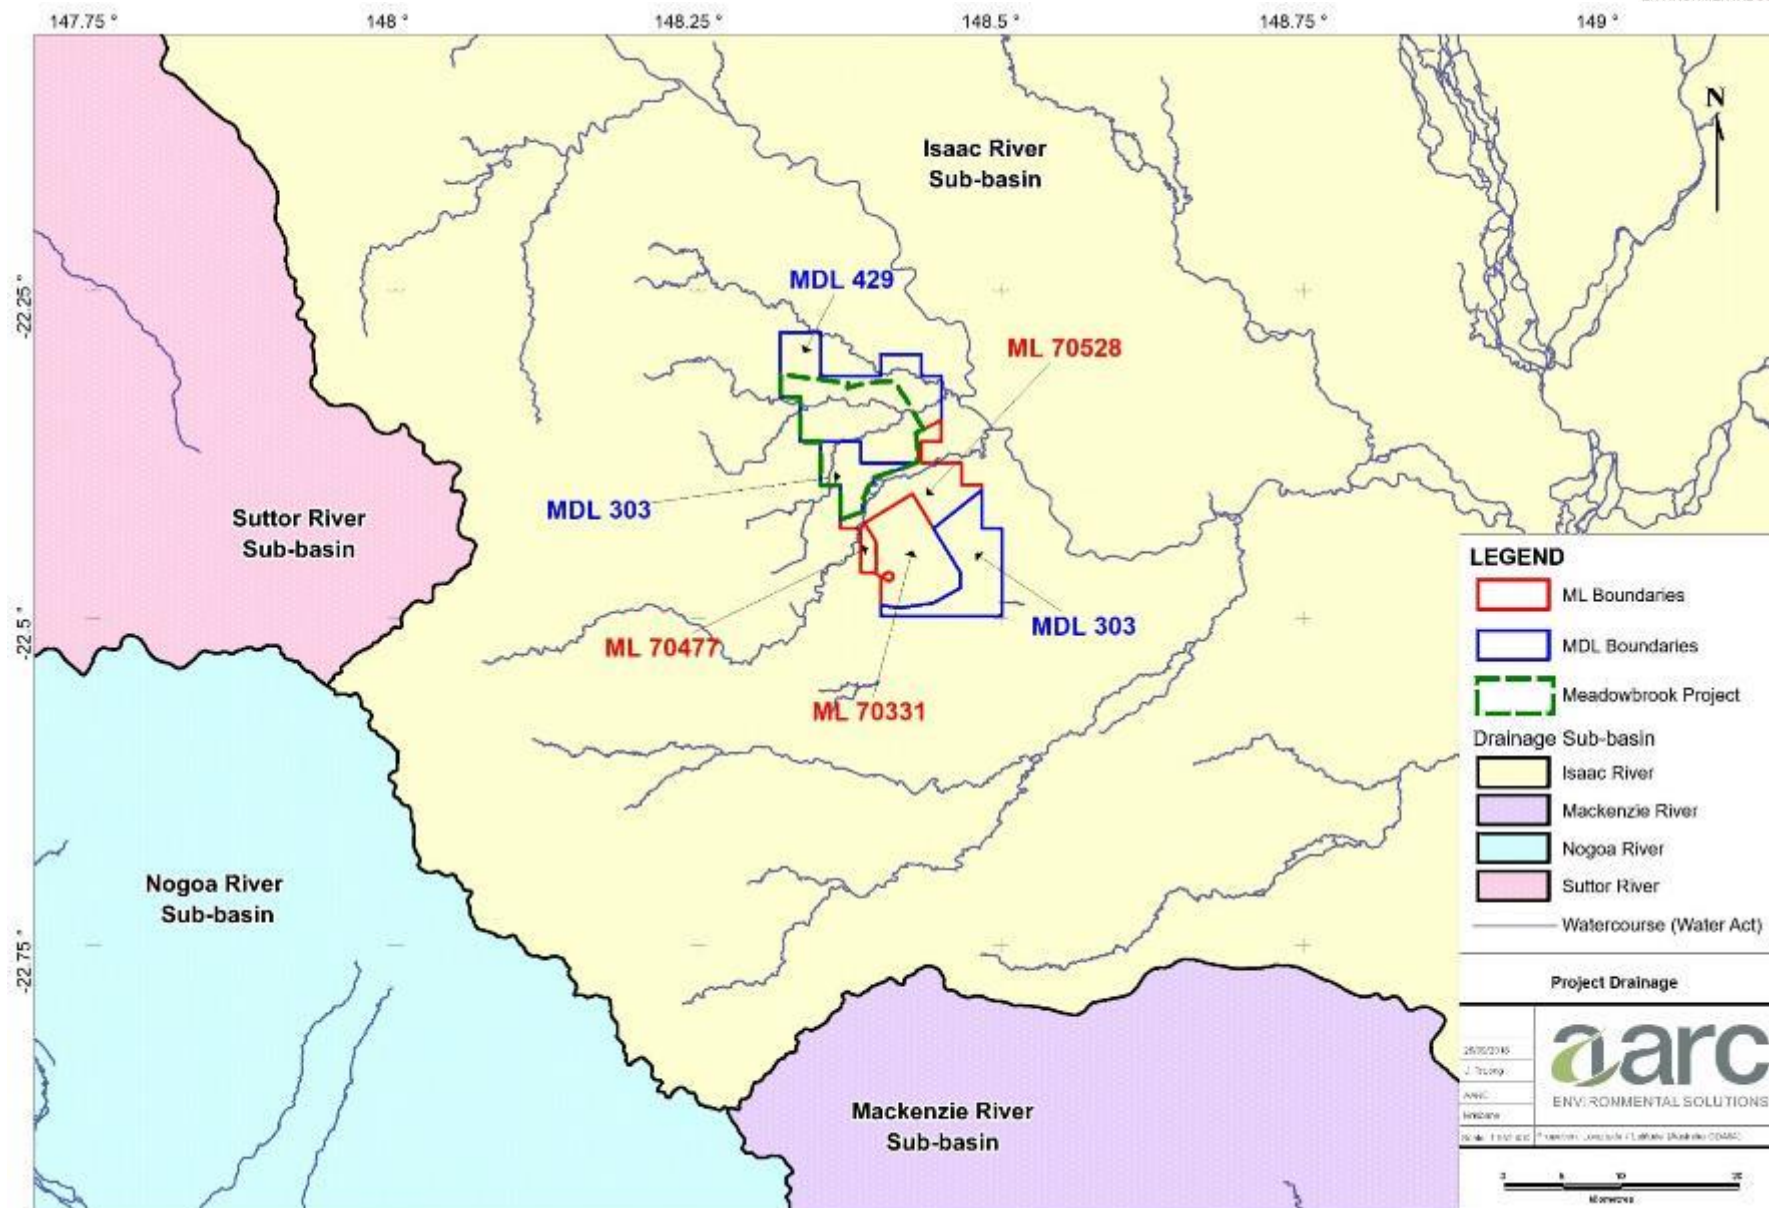 147.75 °
148 °
148.25 °
148.5 °
148.75 °
149 °
N
Isaac River
Sub-basin
-22.25 °
MDL 429
ML 70528
MDL 303
Suttor River
Sub-basin
LEGEND
ML Boundaries
MDL Boundaries
Meadowbrook Project
Drainage Sub-basin
Isaac River
Mackenzie River
Nogoa River
Suttor River
Watercourse (Water Act)
-22.5 °
ML 70477
MDL 303
ML 70331
Nogoa River
Sub-basin
-22.75 °
Project Drainage
aarc
ENVIRONMENTAL SOLUTIONS
Mackenzie River
Sub-basin
kilometres